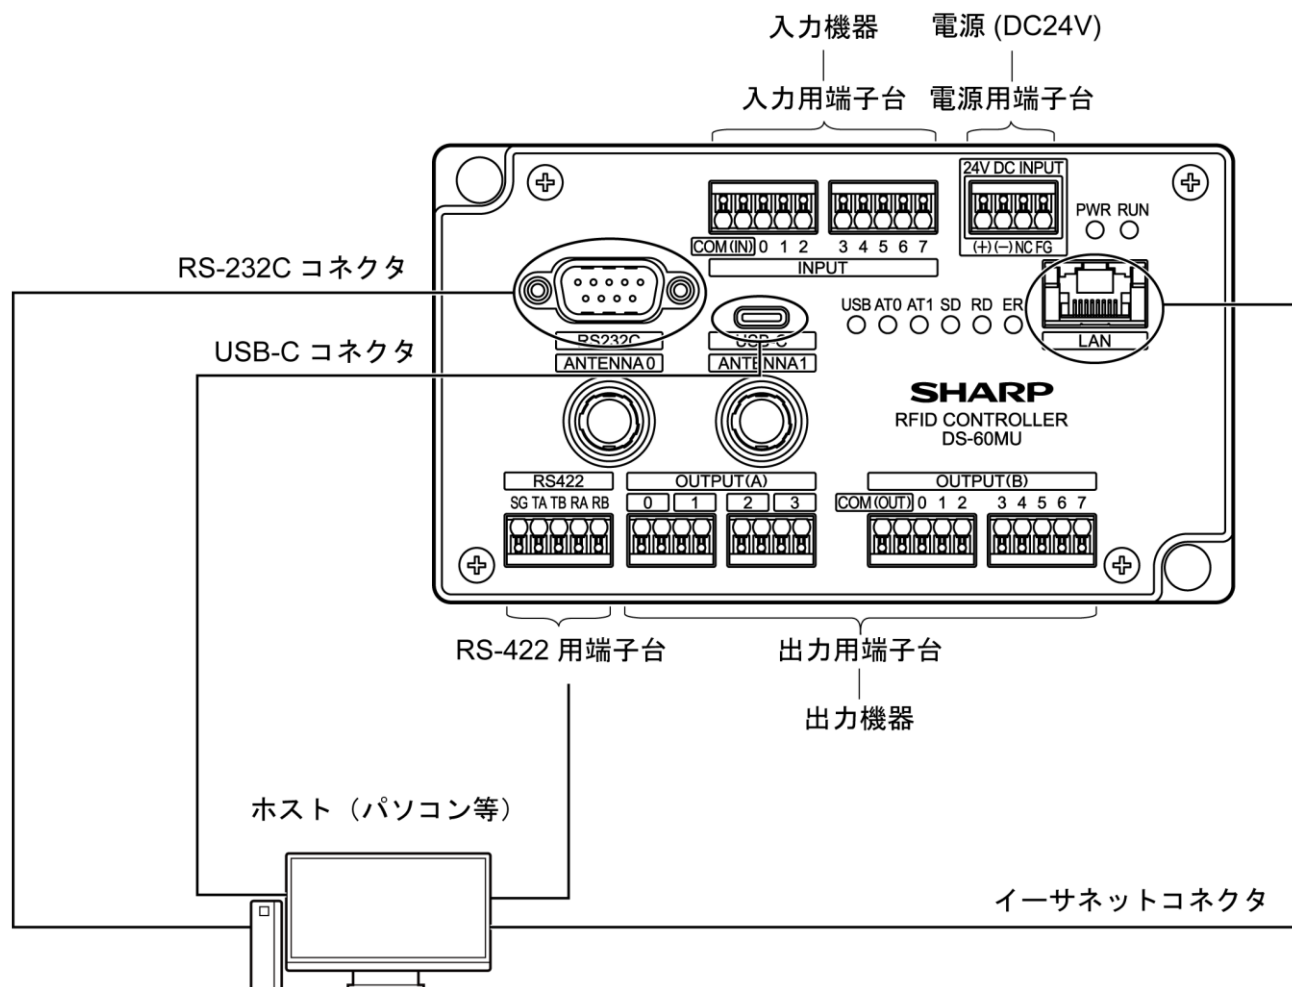 入力機器 電源 (DC24V)
入力用端子台 電源用端子台
24V DC INPUT
PWR RUN
COM(IN) 0 1 2 3 4 5 6 7 (+) (−) NC FG
INPUT
RS-232C コネクタ
USB AT0 AT1 SD RD ER
RS232C USB-C LAN
USB-C コネクタ
ANTENNA0 ANTENNA1
SHARP
RFID CONTROLLER
DS-60MU
RS422 OUTPUT(A) OUTPUT(B)
SG TA TB RA RB 0 1 2 3 COM(OUT) 0 1 2 3 4 5 6 7
RS-422 用端子台 出力用端子台
出力機器
ホスト（パソコン等）
イーサネットコネクタ